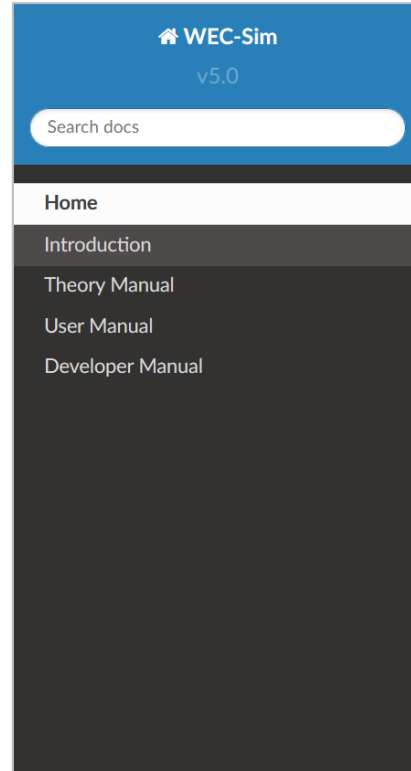 WEC-Sim
v5.0
Search docs
Home
Introduction
Theory Manual
User Manual
Developer Manual